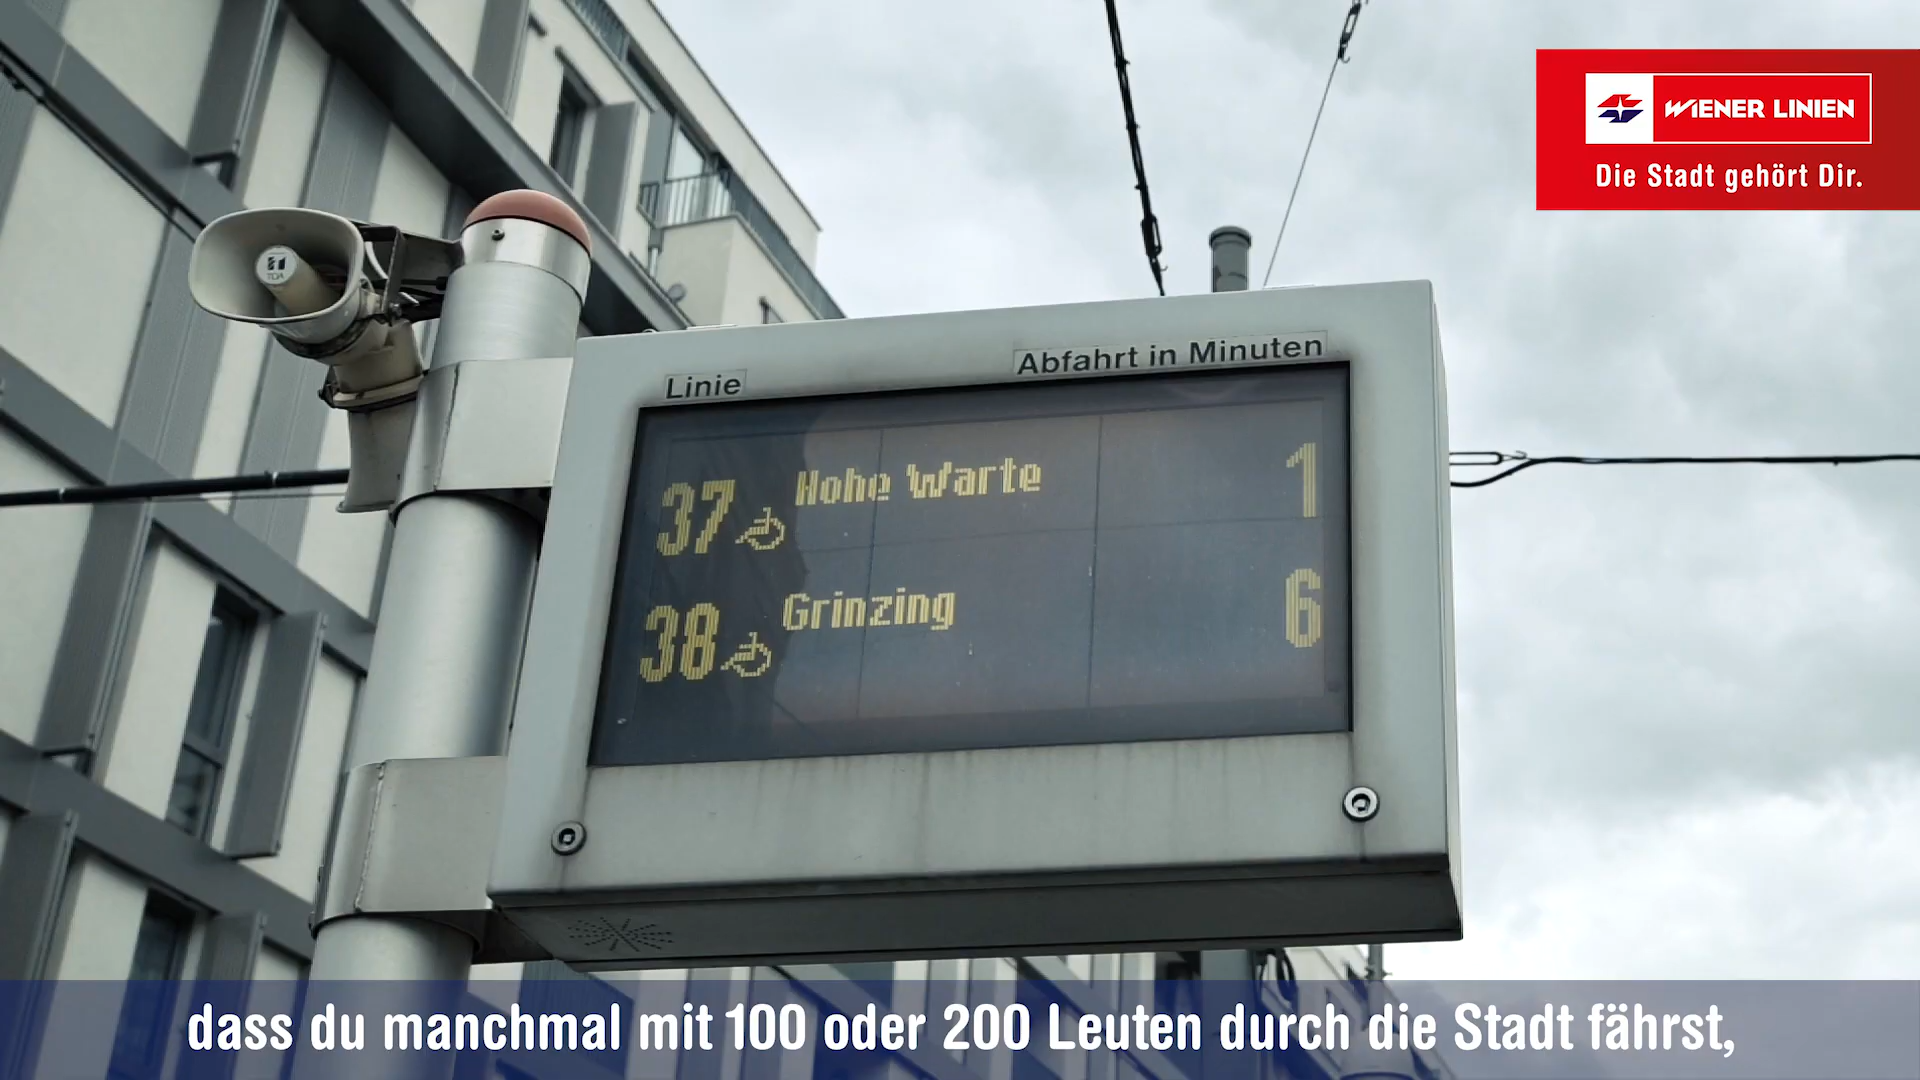 WIENER LINIEN
Die Stadt gehört Dir.
TOA
Linie
Abfahrt in Minuten
37 Hohe Warte 1
38 Grinzing 6
dass du manchmal mit 100 oder 200 Leuten durch die Stadt fährst,